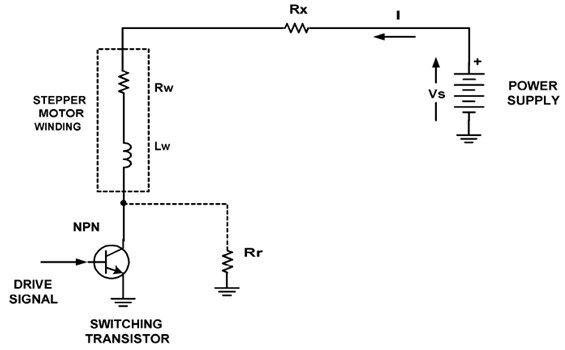 Rx
I
+
Vs
POWER
SUPPLY
STEPPER
MOTOR
WINDING
Rw
Lw
NPN
Rr
DRIVE
SIGNAL
SWITCHING
TRANSISTOR